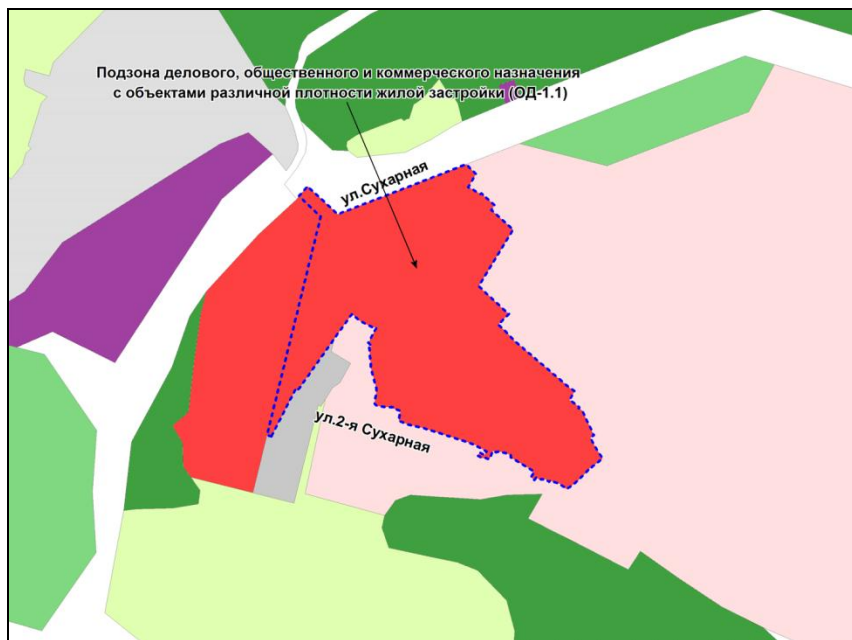 Подзона делового, общественного и коммерческого назначения
с объектами различной плотности жилой застройки (ОД-1.1)
ул.Сухарная
ул.2-я Сухарная